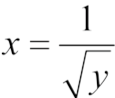 x = 1/√y